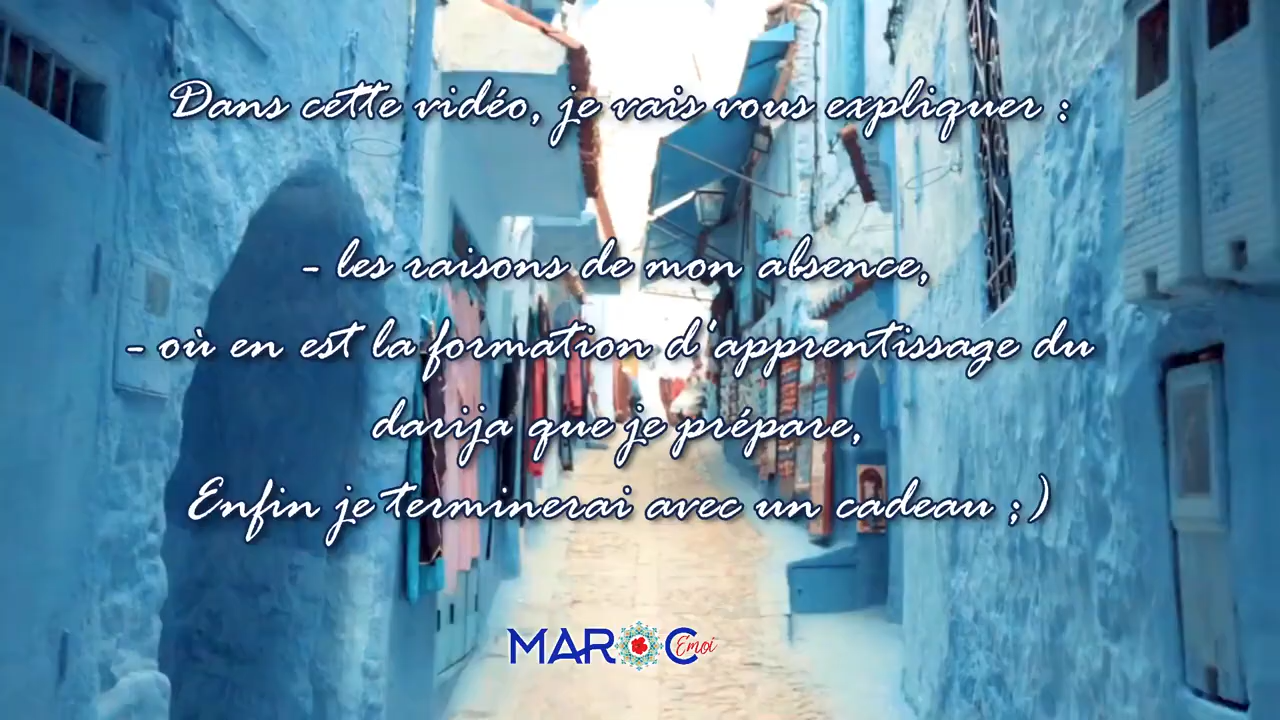 Dans cette vidéo, je vais vous expliquer :
- les raisons de mon absence,
- où en est la formation d'apprentissage du
darija que je prépare,
Enfin je terminerai avec un cadeau ;)
MAROC Émoi